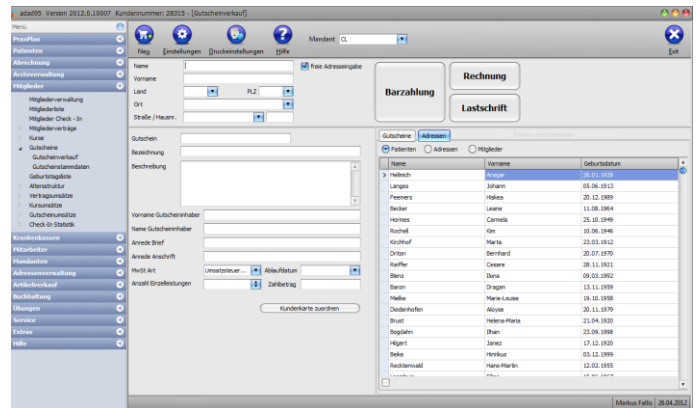 adad95 Version 2012.0.10007 Kundennummer: 28315 - [Gutscheinverkauf]
Menü
PraxPlan
Patienten
Abrechnung
Ärzteverwaltung
Mitglieder
Mitgliederverwaltung
Mitgliederliste
Mitglieder Check - In
Mitgliederverträge
Kurse
Gutscheine
Gutscheinverkauf
Gutscheinstammdaten
Geburtstagsliste
Altersstruktur
Vertragsumsätze
Kursumsätze
Gutscheinumsätze
Check-In Statistik
Krankenkassen
Mitarbeiter
Mandanten
Adressenverwaltung
Artikelverkauf
Buchhaltung
Übungen
Service
Extras
Hilfe
Neu Einstellungen Druckeinstellungen Hilfe Mandant CL Exit
Name freie Adresseingabe
Vorname
Land PLZ
Ort
Straße / Hausnr.
Barzahlung Rechnung
Lastschrift
Gutschein
Bezeichnung
Beschreibung
Vorname Gutscheininhaber
Name Gutscheininhaber
Anrede Brief
Anrede Anschrift
MwSt Art Umsatzsteuer... Ablaufdatum
Anzahl Einzelleistungen Zahlbetrag
Kundenkarte zuordnen
Gutscheine Adressen
Patienten Adressen Mitglieder
Name Vorname Geburtsdatum
Hellmich Ansgar 26.01.1928
Langes Johann 05.06.1913
Feemers Hiskea 20.12.1989
Becker Leane 11.08.1964
Hormes Carmela 25.10.1949
Rochell Kim 10.06.1946
Kirchhof Marta 23.03.1912
Driton Bernhard 20.07.1970
Reiffer Cesare 28.11.1921
Blenz Ilona 09.03.1992
Baron Dragan 13.11.1959
Mielke Marie-Louise 19.10.1958
Diedenhofen Aloyse 20.11.1979
Brust Helena-Maria 21.04.1920
Bogdahn Ilhan 23.09.1998
Hilgert Janez 17.12.1920
Beike Hinnkus 03.12.1999
Recktenwald Hans-Martin 12.02.1955
Markus Fallis 26.04.2012